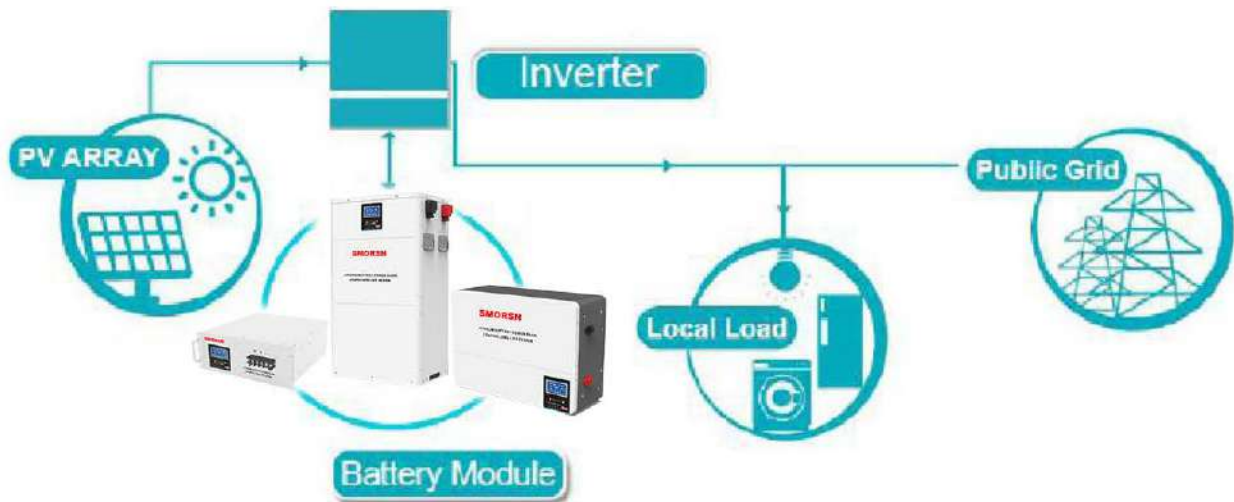 Inverter
PV ARRAY
Public Grid
SMORSN
SMORSN
SMORSN
Local Load
Battery Module